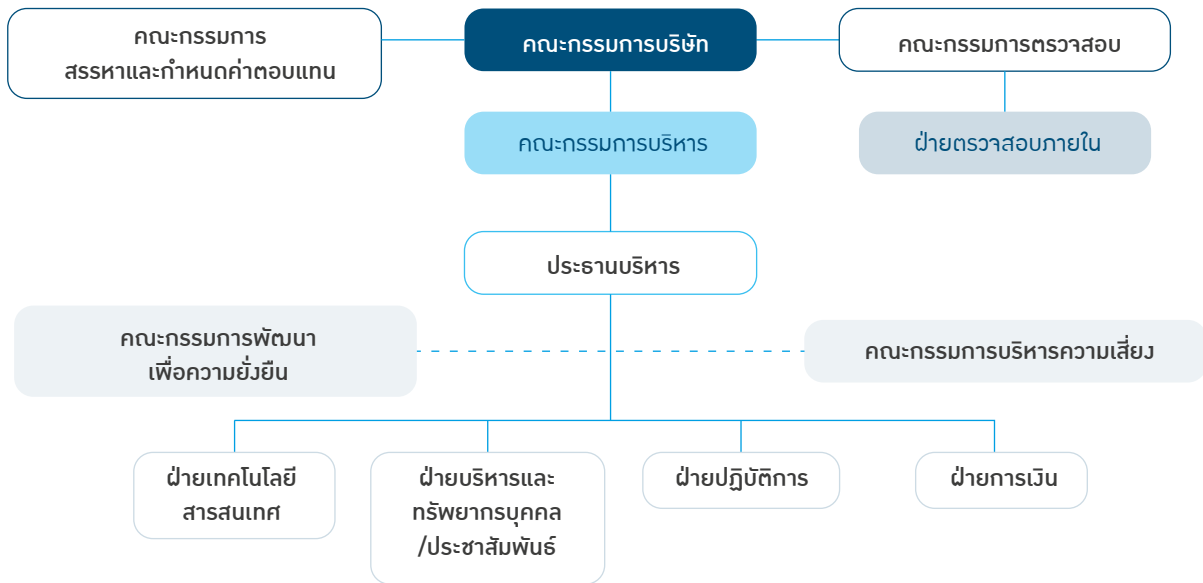 คณะกรรมการ
สรรหาและกำหนดค่าตอบแทน
คณะกรรมการบริษัท
คณะกรรมการตรวจสอบ
คณะกรรมการบริหาร
ฝ่ายตรวจสอบภายใน
ประธานบริหาร
คณะกรรมการพัฒนา
เพื่อความยั่งยืน
คณะกรรมการบริหารความเสี่ยง
ฝ่ายเทคโนโลยี
สารสนเทศ
ฝ่ายบริหารและ
ทรัพยากรบุคคล
/ประชาสัมพันธ์
ฝ่ายปฏิบัติการ
ฝ่ายการเงิน